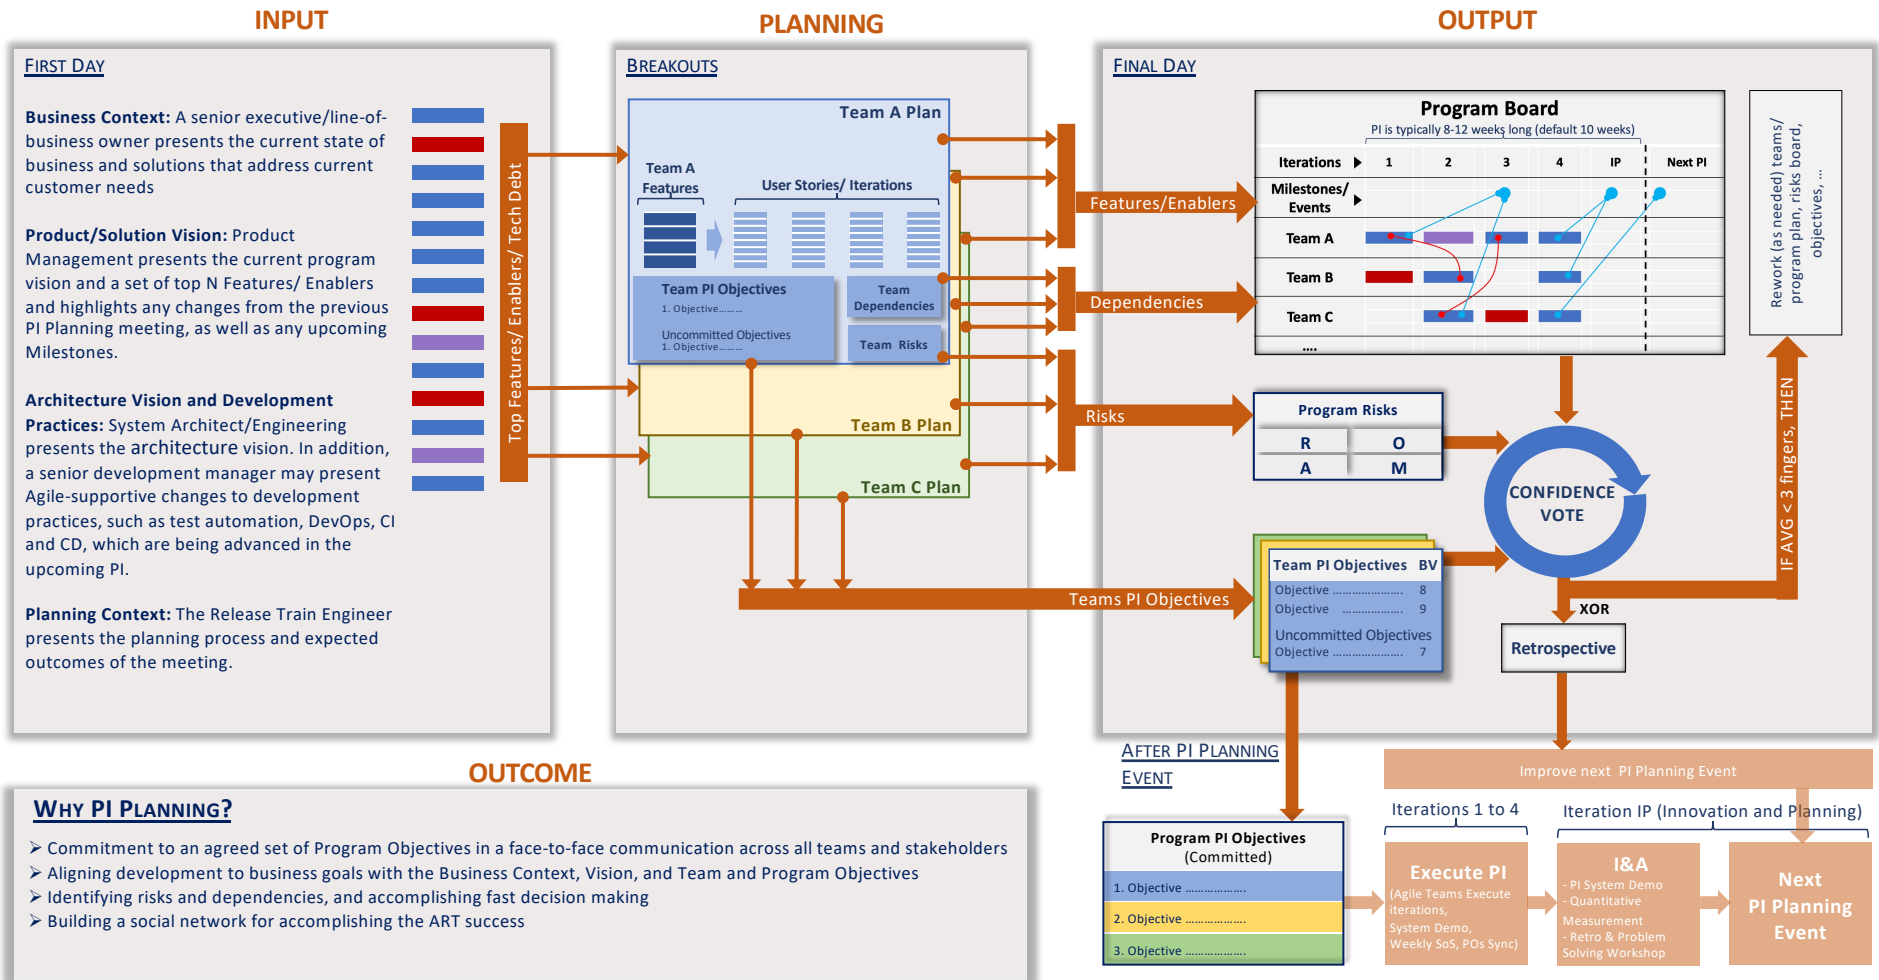 INPUT
PLANNING
OUTPUT
FIRST DAY
Business Context: A senior executive/line-of-
business owner presents the current state of
business and solutions that address current
customer needs
Product/Solution Vision: Product
Management presents the current program
vision and a set of top N Features/ Enablers
and highlights any changes from the previous
PI Planning meeting, as well as any upcoming
Milestones.
Architecture Vision and Development
Practices: System Architect/Engineering
presents the architecture vision. In addition,
a senior development manager may present
Agile-supportive changes to development
practices, such as test automation, DevOps, CI
and CD, which are being advanced in the
upcoming PI.
Planning Context: The Release Train Engineer
presents the planning process and expected
outcomes of the meeting.
Top Features/ Enablers/ Tech Debt
BREAKOUTS
Team A Plan
Team A
Features
User Stories/ Iterations
Team PI Objectives
1. Objective........
Uncommitted Objectives
1. Objective........
Team
Dependencies
Team Risks
Team B Plan
Team C Plan
Features/Enablers
Dependencies
Risks
Teams PI Objectives
FINAL DAY
Program Board
PI is typically 8-12 weeks long (default 10 weeks)
Iterations 1 2 3 4 IP Next PI
Milestones/
Events
Team A
Team B
Team C
....
Rework (as needed) teams/
program plan, risks board,
objectives, ...
Program Risks
R O
A M
CONFIDENCE
VOTE
IF AVG < 3 fingers, THEN
Team PI Objectives BV
Objective ...................... 8
Objective ................... 9
Uncommitted Objectives
Objective ...................... 7
XOR
Retrospective
AFTER PI PLANNING
EVENT
Improve next PI Planning Event
Program PI Objectives
(Committed)
1. Objective ...................
2. Objective ...................
3. Objective ...................
Iterations 1 to 4
Execute PI
(Agile Teams Execute
iterations,
System Demo,
Weekly SoS, POs Sync)
Iteration IP (Innovation and Planning)
I&A
- PI System Demo
- Quantitative
Measurement
- Retro & Problem
Solving Workshop
Next
PI Planning
Event
OUTCOME
WHY PI PLANNING?
➢ Commitment to an agreed set of Program Objectives in a face-to-face communication across all teams and stakeholders
➢ Aligning development to business goals with the Business Context, Vision, and Team and Program Objectives
➢ Identifying risks and dependencies, and accomplishing fast decision making
➢ Building a social network for accomplishing the ART success